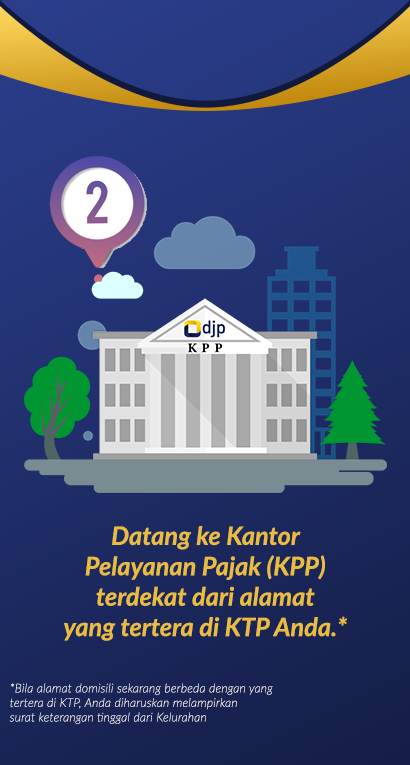 2
djp
KPP
Datang ke Kantor
Pelayanan Pajak (KPP)
terdekat dari alamat
yang tertera di KTP Anda.*
*Bila alamat domisili sekarang berbeda dengan yang
tertera di KTP, Anda diharuskan melampirkan
surat keterangan tinggal dari Kelurahan